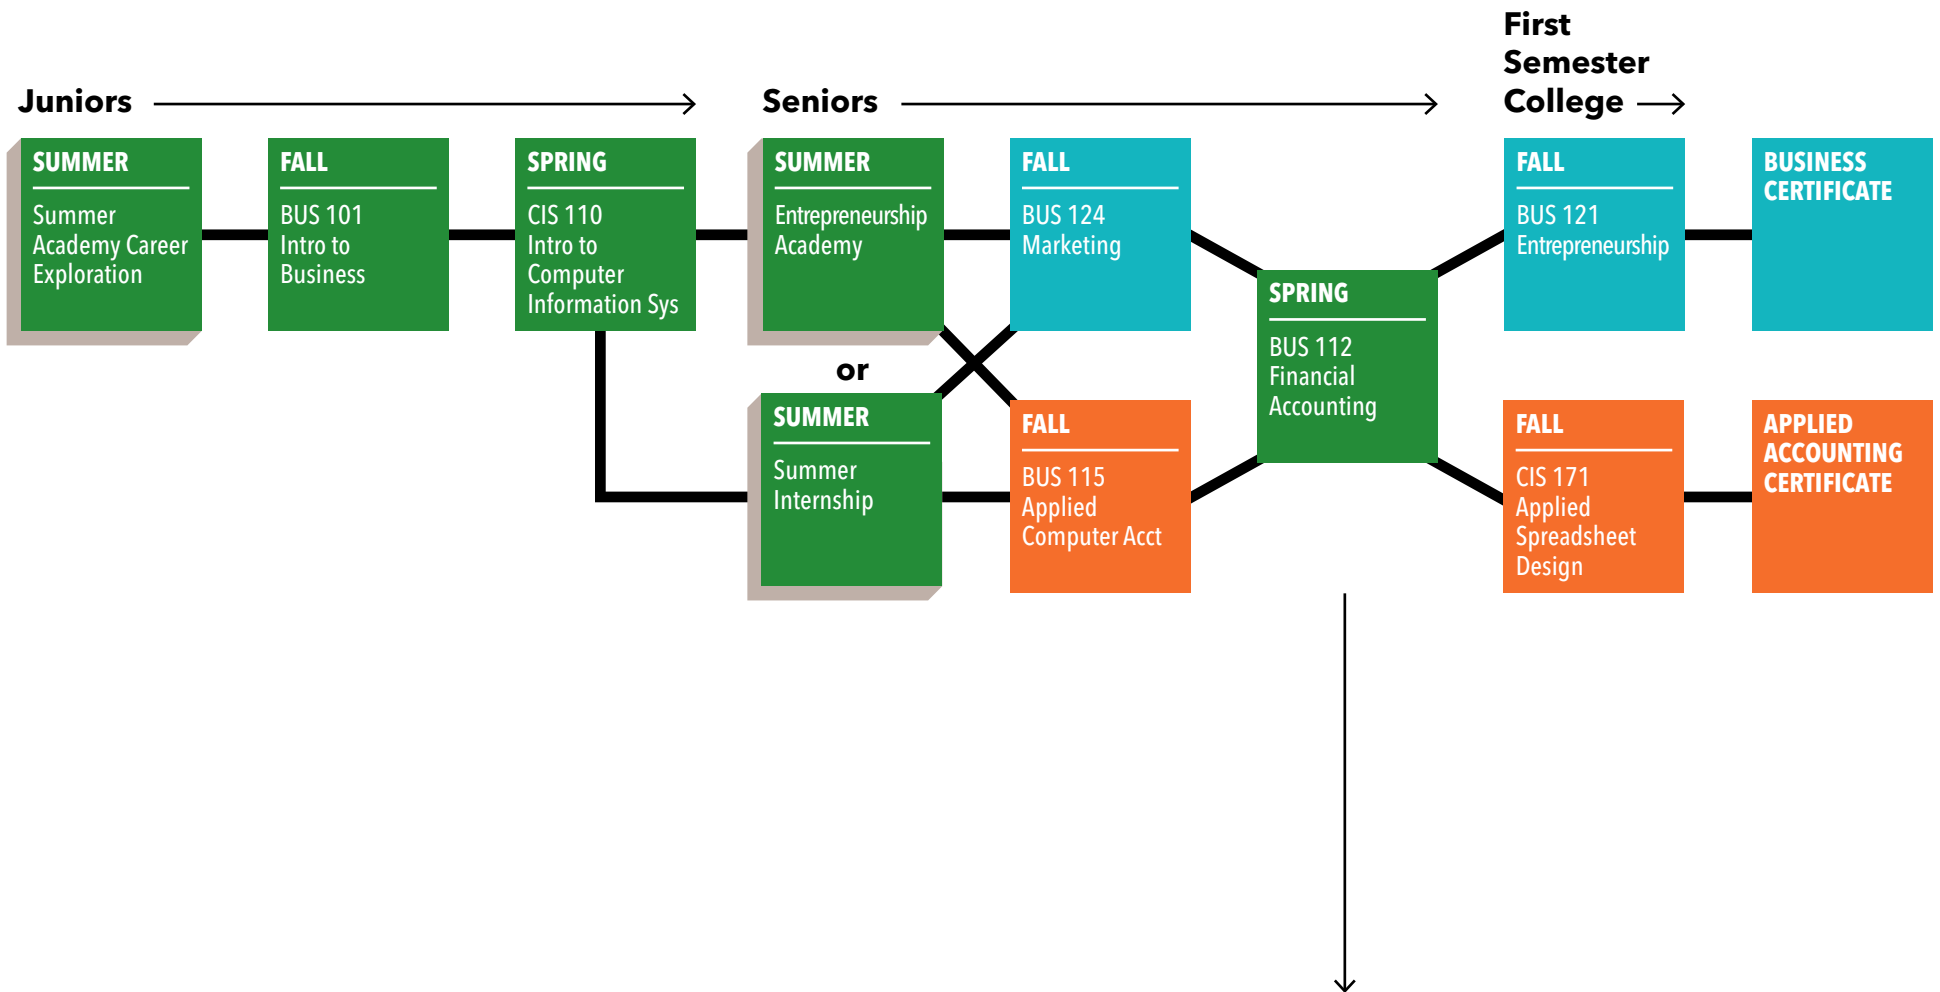 First
Semester
College
Juniors
Seniors
SUMMER
Summer
Academy Career
Exploration
FALL
BUS 101
Intro to
Business
SPRING
CIS 110
Intro to
Computer
Information Sys
SUMMER
Entrepreneurship
Academy
or
SUMMER
Summer
Internship
FALL
BUS 124
Marketing
FALL
BUS 115
Applied
Computer Acct
SPRING
BUS 112
Financial
Accounting
FALL
BUS 121
Entrepreneurship
BUSINESS
CERTIFICATE
FALL
CIS 171
Applied
Spreadsheet
Design
APPLIED
ACCOUNTING
CERTIFICATE